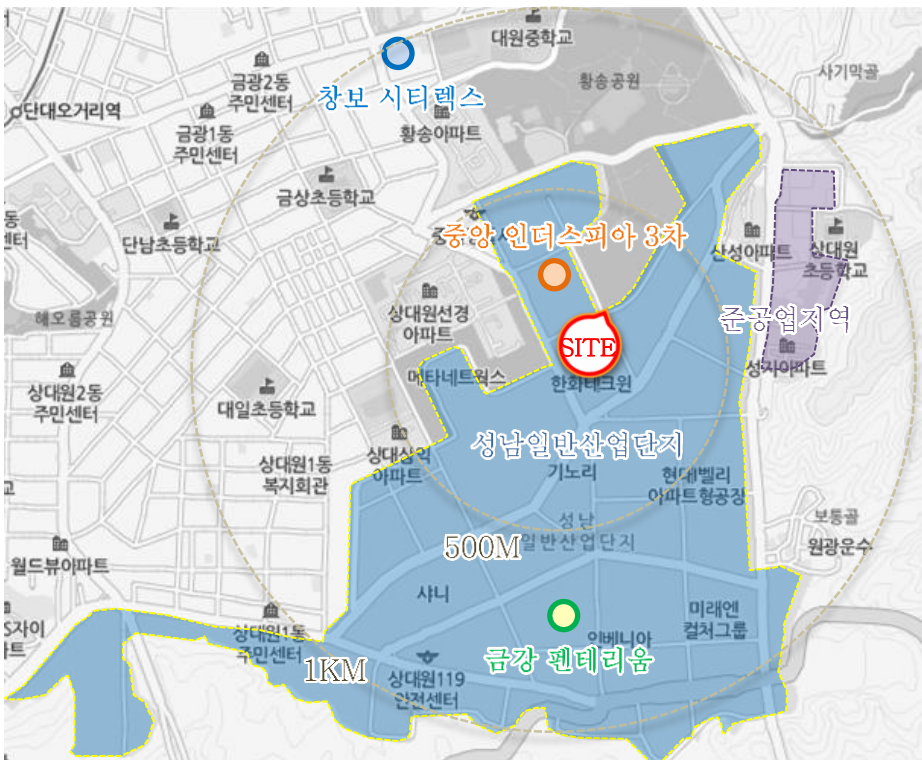 대원중학교
창보 시티렉스
금광2동
주민센터
황송공원
사기막골
단대오거리역
금광1동
주민센터
황송아파트
금상초등학교
단남초등학교
중앙 인더스피아 3차
산성아파트
상대원
초등학교
해오름공원
상대원선경
아파트
준공업지역
SITE
상대원2동
주민센터
메타네트웍스
한화테크윈
성지아파트
대일초등학교
성남일반산업단지
상대원1동
복지회관
상대삼익
아파트
기노리
현대벨리
아파트형공장
성남
일반산업단지
보통골
원광운수
500M
월드뷰아파트
샤니
상대원1동
주민센터
인베니아
미래엔
컬처그룹
금강 펜테리움
1KM
상대원119
안전센터